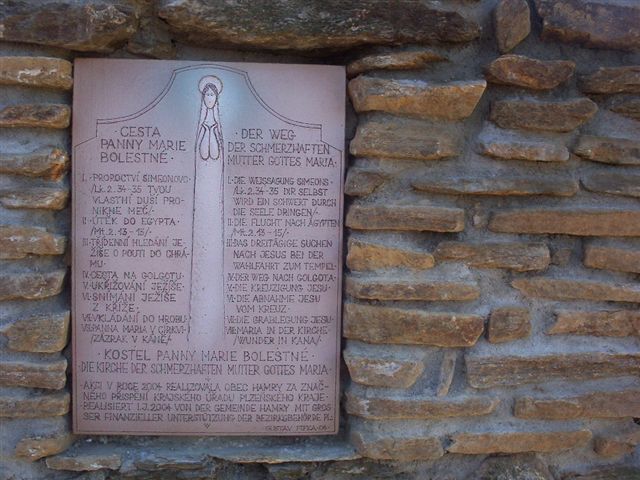 CESTA
PANNY MARIE
BOLESTNÉ ·
I. · PROROCTVÍ SIMEONOVO
/Lk. 2. 34-35 TVOU
VLASTNÍ DUŠI PRO-
NIKNE MEČ/ ·
II · ÚTĚK DO EGYPTA ·
/Mt. 2. 13-15/ ·
III · TŘÍDENNÍ HLEDÁNÍ JE-
ŽÍŠE O POUTI DO CHRÁ-
MU ·
IV · CESTA NA GOLGOTU ·
V · UKŘIŽOVÁNÍ JEŽÍŠE ·
VI · SNÍMÁNÍ JEŽÍŠE
Z KŘÍŽE ·
VII · VKLÁDÁNÍ DO HROBU ·
VIII · PANNA MARIA V CÍRKVI
/ZÁZRAK V KÁNĚ/
· DER WEG
DER SCHMERZHAFTEN
MUTTER GOTTES MARIA ·
I · DIE WEISSAGUNG SIMEONS ·
/Lk. 2. 34-35 DIR SELBST
WIRD EIN SCHWERT DURCH
DIE SEELE DRINGEN/ ·
II · DIE FLUCHT NACH ÄGYPTEN
/Mt. 2. 13-15/ ·
III · DAS DREITÄGIGE SUCHEN
NACH JESUS BEI DER
WAHLFAHRT ZUM TEMPEL ·
IV · DER WEG NACH GOLGOTA ·
V · DIE KREUZIGUNG JESU ·
VI · DIE ABNAHME JESU
VOM KREUZ ·
VII · DIE GRABLEGUNG JESU ·
VIII · MARIA IN DER KIRCHE ·
/WUNDER IN KANA/ ·
· KOSTEL PANNY MARIE BOLESTNÉ ·
· DIE KIRCHE DER SCHMERZHAFTEN MUTTER GOTTES MARIA ·
· AKCI V ROCE 2004 REALIZOVALA OBEC HAMRY ZA ZNAČ-
NÉHO PŘISPĚNÍ KRAJSKÉHO ÚŘADU PLZEŇSKÉHO KRAJE ·
REALISIERT I. J. 2004 VON DER GEMEINDE HAMRY MIT GROS
SER FINANZIELLER UNTERSTÜTZUNG DER BEZIRKSBEHÖRDE
GUSTAV